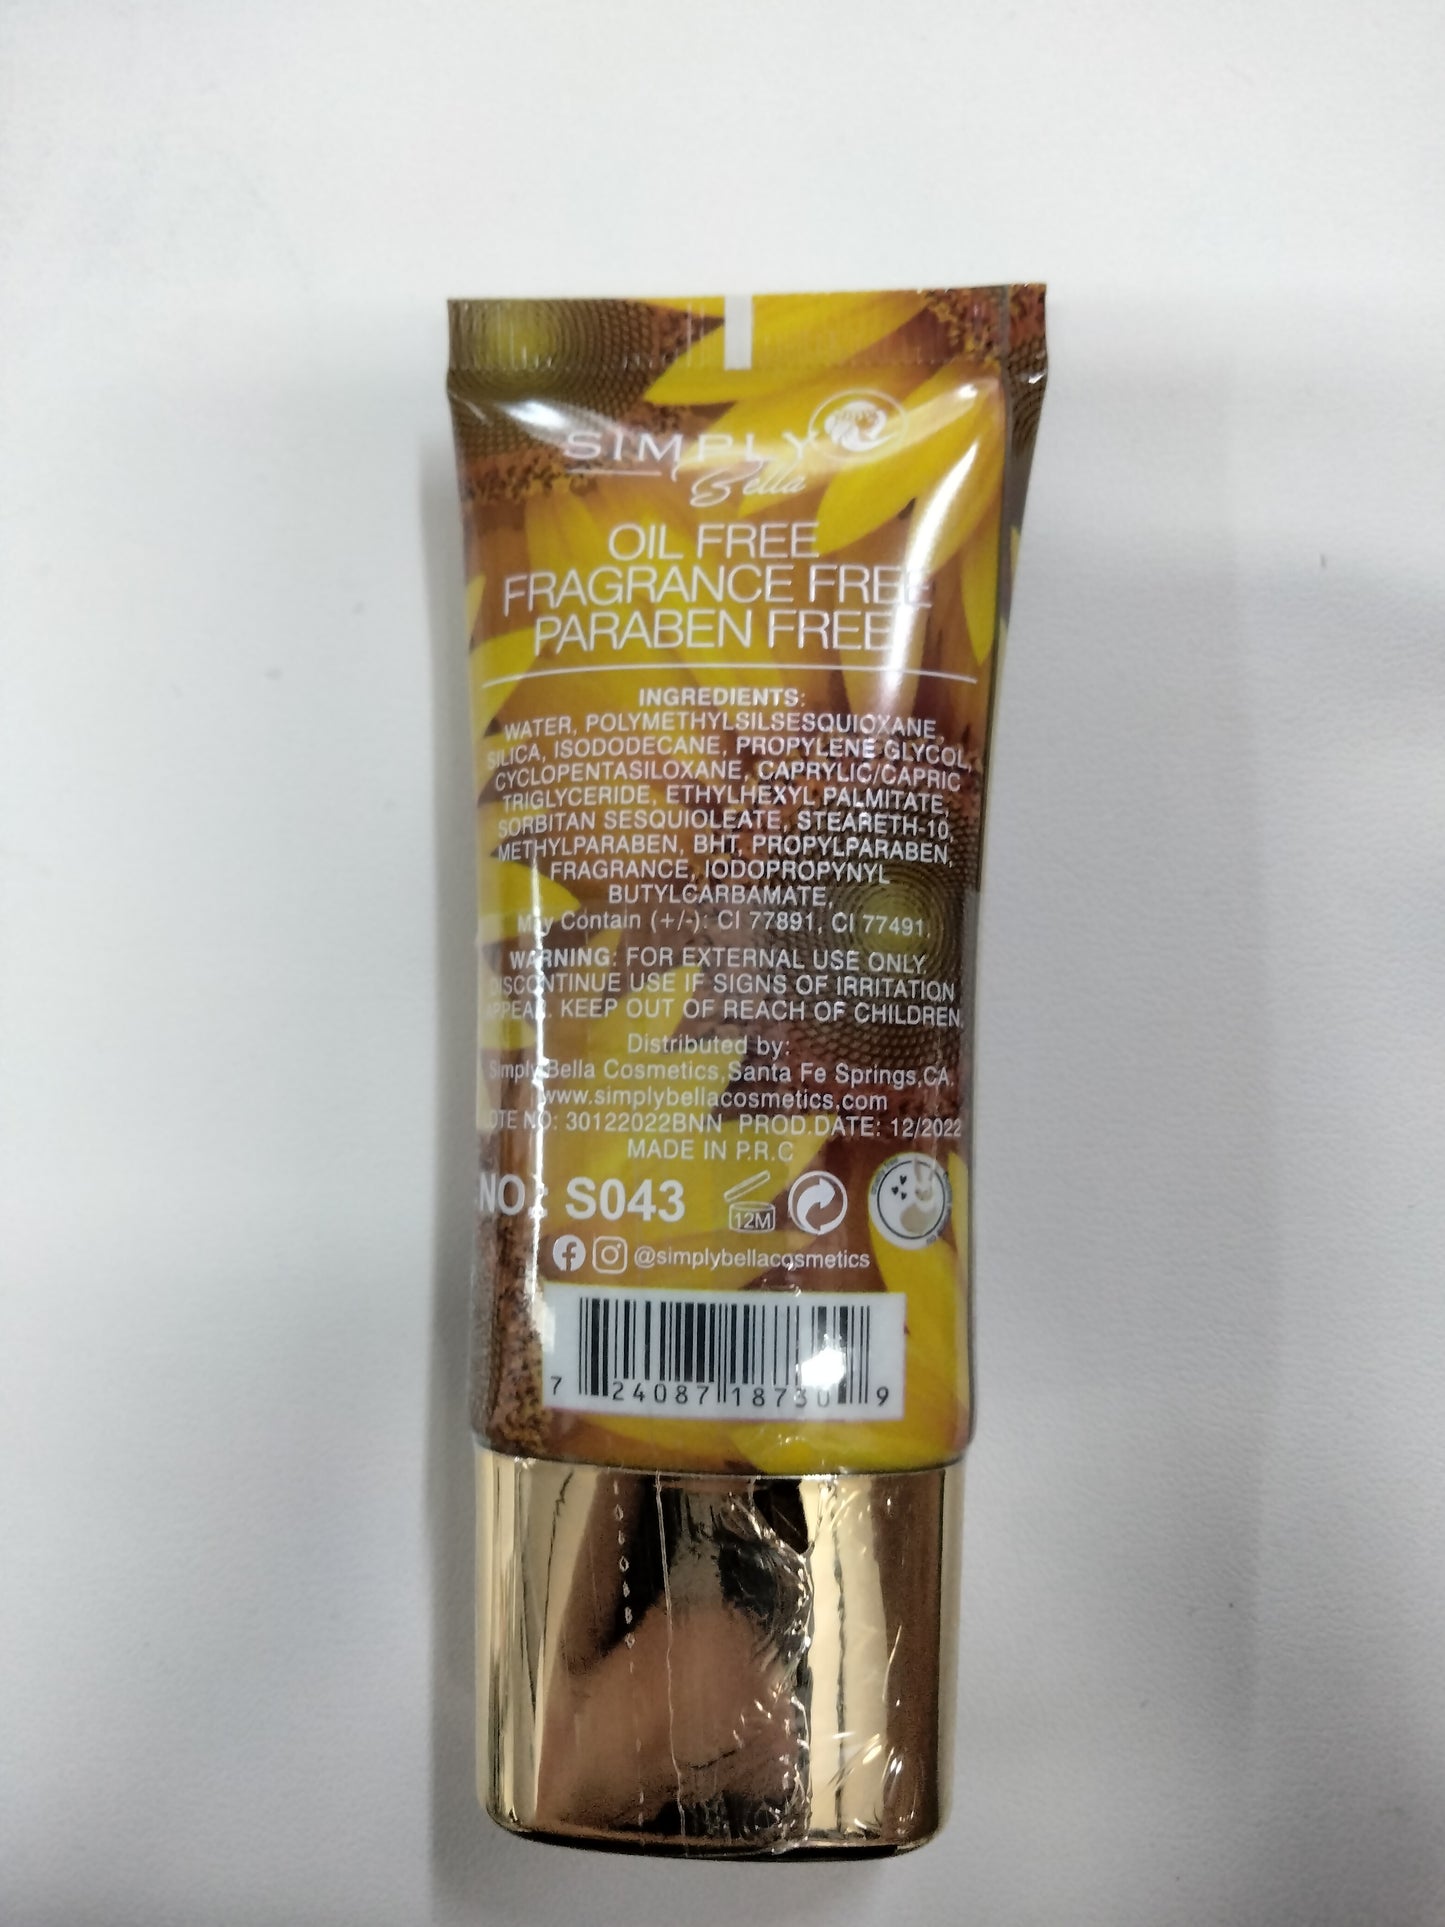 SIMPLY
Bella
OIL FREE
FRAGRANCE FREE
PARABEN FREE
INGREDIENTS:
WATER, POLYMETHYLSILSESQUIOXANE,
SILICA, ISODODECANE, PROPYLENE GLYCOL,
CYCLOPENTASILOXANE, CAPRYLIC/CAPRIC
TRIGLYCERIDE, ETHYLHEXYL PALMITATE,
SORBITAN SESQUIOLEATE, STEARETH-10,
METHYLPARABEN, BHT, PROPYLPARABEN,
FRAGRANCE, IODOPROPYNYL
BUTYLCARBAMATE,
May Contain (+/-): CI 77891, CI 77491,
WARNING: FOR EXTERNAL USE ONLY
DISCONTINUE USE IF SIGNS OF IRRITATION
APPEAR. KEEP OUT OF REACH OF CHILDREN.
Distributed by:
Simply Bella Cosmetics,Santa Fe Springs,CA.
www.simplybellacosmetics.com
LOTE NO: 30122022BNN PROD.DATE: 12/2022
MADE IN P.R.C
NO.: S043
12M
@simplybellacosmetics
7 24087 18730 9